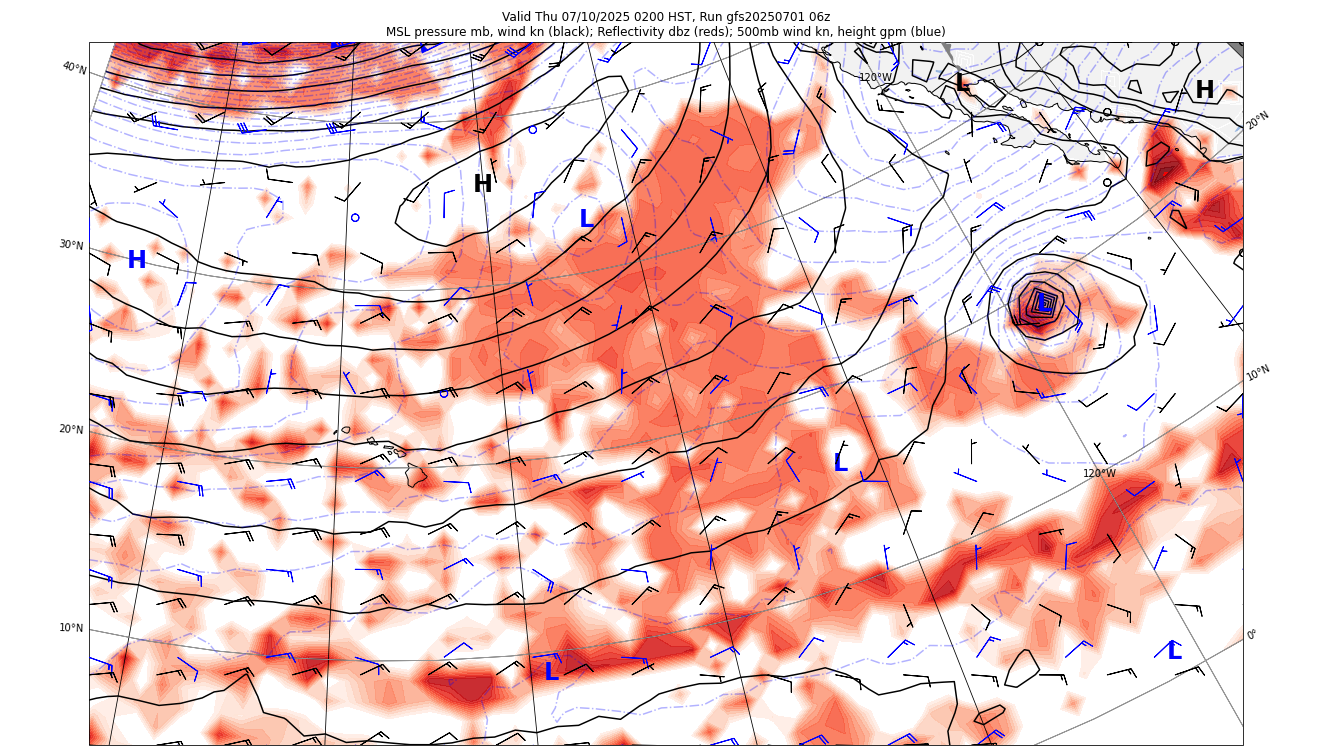 Valid Thu 07/10/2025 0200 HST, Run gfs20250701 06z
MSL pressure mb, wind kn (black); Reflectivity dbz (reds); 500mb wind kn, height gpm (blue)
40°N
120°W
L
H
20°N
H
L
30°N
H
L
10°N
20°N
L
120°W
10°N
0°
L
L